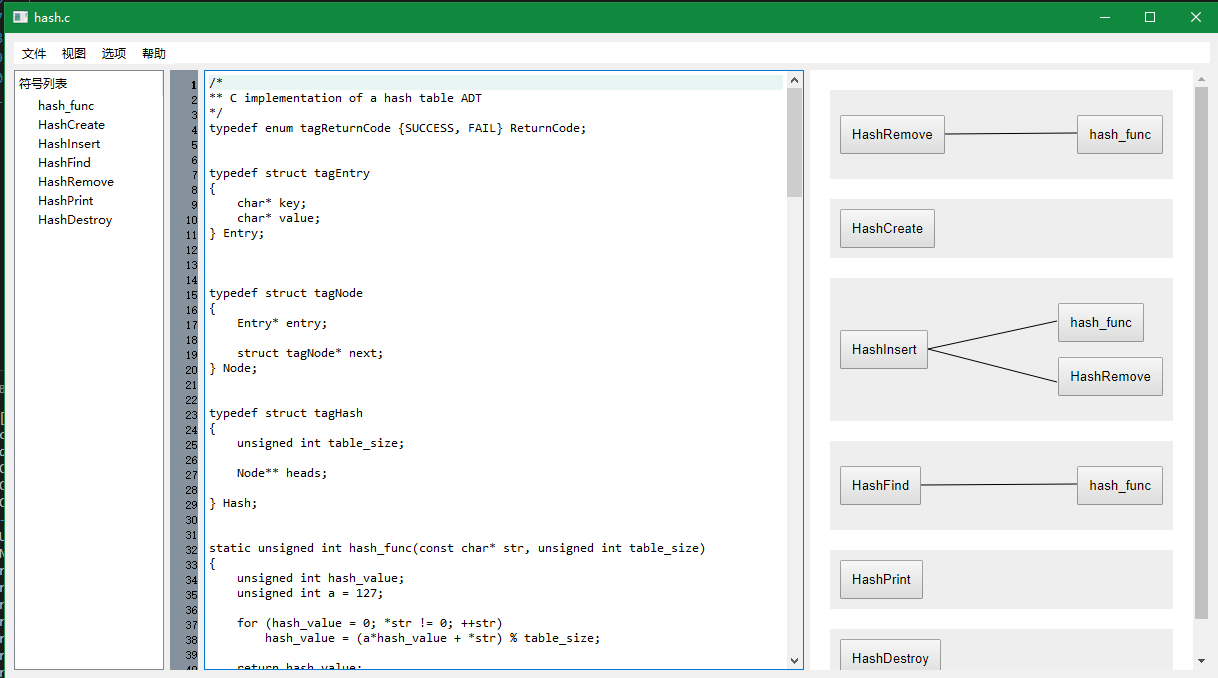 hash.c
文件 视图 选项 帮助
符号列表
hash_func
HashCreate
HashInsert
HashFind
HashRemove
HashPrint
HashDestroy
1 /*
2 ** C implementation of a hash table ADT
3 */
4 typedef enum tagReturnCode {SUCCESS, FAIL} ReturnCode;
5
6
7 typedef struct tagEntry
8 {
9 char* key;
10 char* value;
11 } Entry;
12
13
14
15 typedef struct tagNode
16 {
17 Entry* entry;
18
19 struct tagNode* next;
20 } Node;
21
22
23 typedef struct tagHash
24 {
25 unsigned int table_size;
26
27 Node** heads;
28
29 } Hash;
30
31
32 static unsigned int hash_func(const char* str, unsigned int table_size)
33 {
34 unsigned int hash_value;
35 unsigned int a = 127;
36
37 for (hash_value = 0; *str != 0; ++str)
38 hash_value = (a*hash_value + *str) % table_size;
39
40 return hash_value;
HashRemove hash_func
HashCreate
HashInsert hash_func
HashRemove
HashFind hash_func
HashPrint
HashDestroy